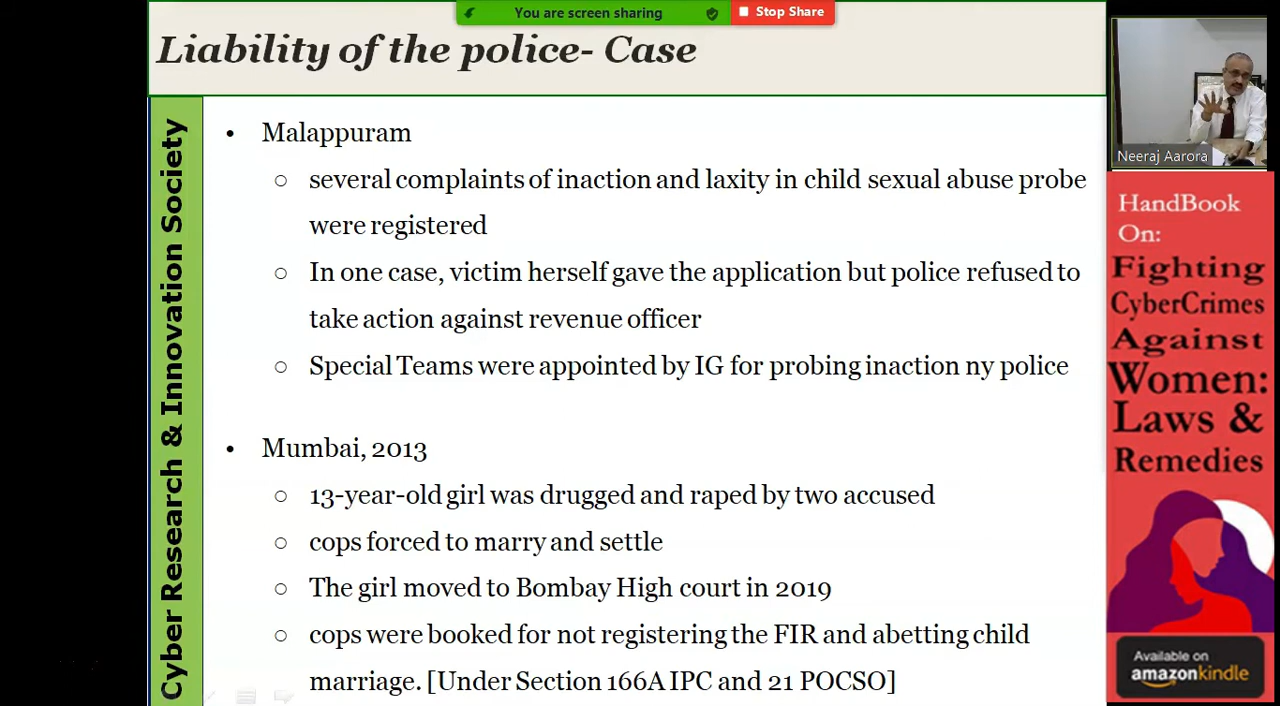 You are screen sharing
Stop Share
Liability of the police- Case
Cyber Research & Innovation Society
• Malappuram
○ several complaints of inaction and laxity in child sexual abuse probe
were registered
○ In one case, victim herself gave the application but police refused to
take action against revenue officer
○ Special Teams were appointed by IG for probing inaction ny police
• Mumbai, 2013
○ 13-year-old girl was drugged and raped by two accused
○ cops forced to marry and settle
○ The girl moved to Bombay High court in 2019
○ cops were booked for not registering the FIR and abetting child
marriage. [Under Section 166A IPC and 21 POCSO]
Neeraj Aarora
HandBook
On:
Fighting
CyberCrimes
Against
Women:
Laws &
Remedies
Available on
amazonkindle